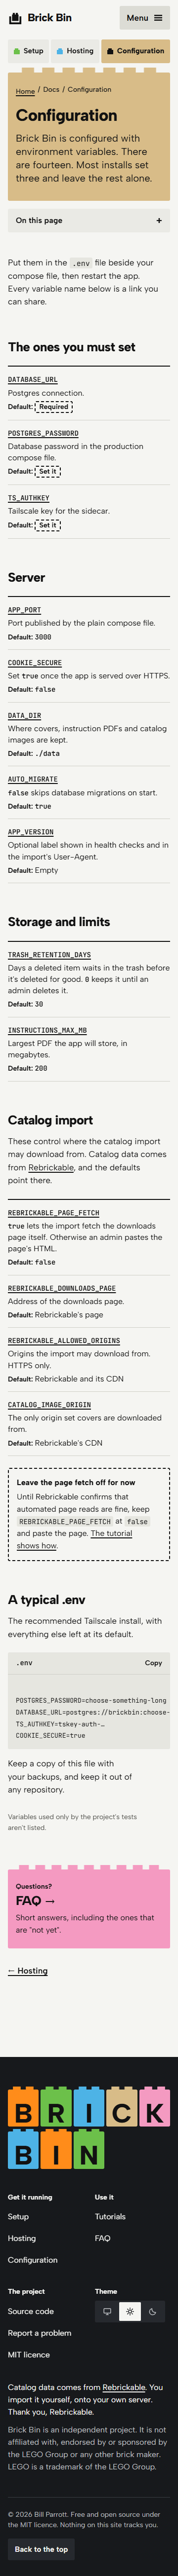 Brick Bin
Menu
Setup
Hosting
Configuration
Home / Docs / Configuration
Configuration
Brick Bin is configured with
environment variables. There
are fourteen. Most installs set
three and leave the rest alone.
On this page
+
Put them in the .env file beside your
compose file, then restart the app.
Every variable name below is a link you
can share.
The ones you must set
DATABASE_URL
Postgres connection.
Default: Required
POSTGRES_PASSWORD
Database password in the production
compose file.
Default: Set it
TS_AUTHKEY
Tailscale key for the sidecar.
Default: Set it
Server
APP_PORT
Port published by the plain compose file.
Default: 3000
COOKIE_SECURE
Set true once the app is served over HTTPS.
Default: false
DATA_DIR
Where covers, instruction PDFs and catalog
images are kept.
Default: ./data
AUTO_MIGRATE
false skips database migrations on start.
Default: true
APP_VERSION
Optional label shown in health checks and in
the import's User-Agent.
Default: Empty
Storage and limits
TRASH_RETENTION_DAYS
Days a deleted item waits in the trash before
it's deleted for good. 0 keeps it until an
admin deletes it.
Default: 30
INSTRUCTIONS_MAX_MB
Largest PDF the app will store, in
megabytes.
Default: 200
Catalog import
These control where the catalog import
may download from. Catalog data comes
from Rebrickable, and the defaults
point there.
REBRICKABLE_PAGE_FETCH
true lets the import fetch the downloads
page itself. Otherwise an admin pastes the
page's HTML.
Default: false
REBRICKABLE_DOWNLOADS_PAGE
Address of the downloads page.
Default: Rebrickable's page
REBRICKABLE_ALLOWED_ORIGINS
Origins the import may download from.
HTTPS only.
Default: Rebrickable and its CDN
CATALOG_IMAGE_ORIGIN
The only origin set covers are downloaded
from.
Default: Rebrickable's CDN
Leave the page fetch off for now
Until Rebrickable confirms that
automated page reads are fine, keep
REBRICKABLE_PAGE_FETCH at false
and paste the page. The tutorial
shows how.
A typical .env
The recommended Tailscale install, with
everything else left at its default.
.env
Copy
POSTGRES_PASSWORD=choose-something-long
DATABASE_URL=postgres://brickbin:choose-
TS_AUTHKEY=tskey-auth-…
COOKIE_SECURE=true
Keep a copy of this file with
your backups, and keep it out of
any repository.
Variables used only by the project's tests
aren't listed.
Questions?
FAQ →
Short answers, including the ones that
are "not yet".
← Hosting
BRICK
BIN
Get it running
Setup
Hosting
Configuration
Use it
Tutorials
FAQ
The project
Source code
Report a problem
MIT licence
Theme
Catalog data comes from Rebrickable. You
import it yourself, onto your own server.
Thank you, Rebrickable.
Brick Bin is an independent project. It is not
affiliated with, endorsed by or sponsored by
the LEGO Group or any other brick maker.
LEGO is a trademark of the LEGO Group.
© 2026 Bill Parrott. Free and open source under
the MIT licence. Nothing on this site tracks you.
Back to the top